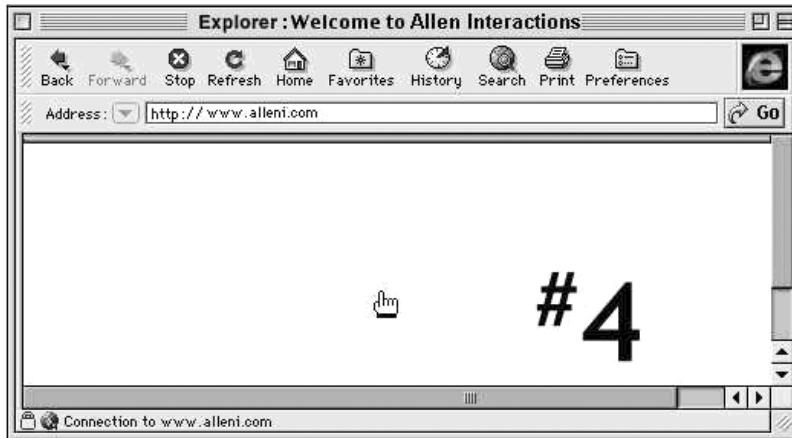 Explorer : Welcome to Allen Interactions
Back Forward Stop Refresh Home Favorites History Search Print Preferences
Address: http://www.alleni.com Go
#4
Connection to www.alleni.com